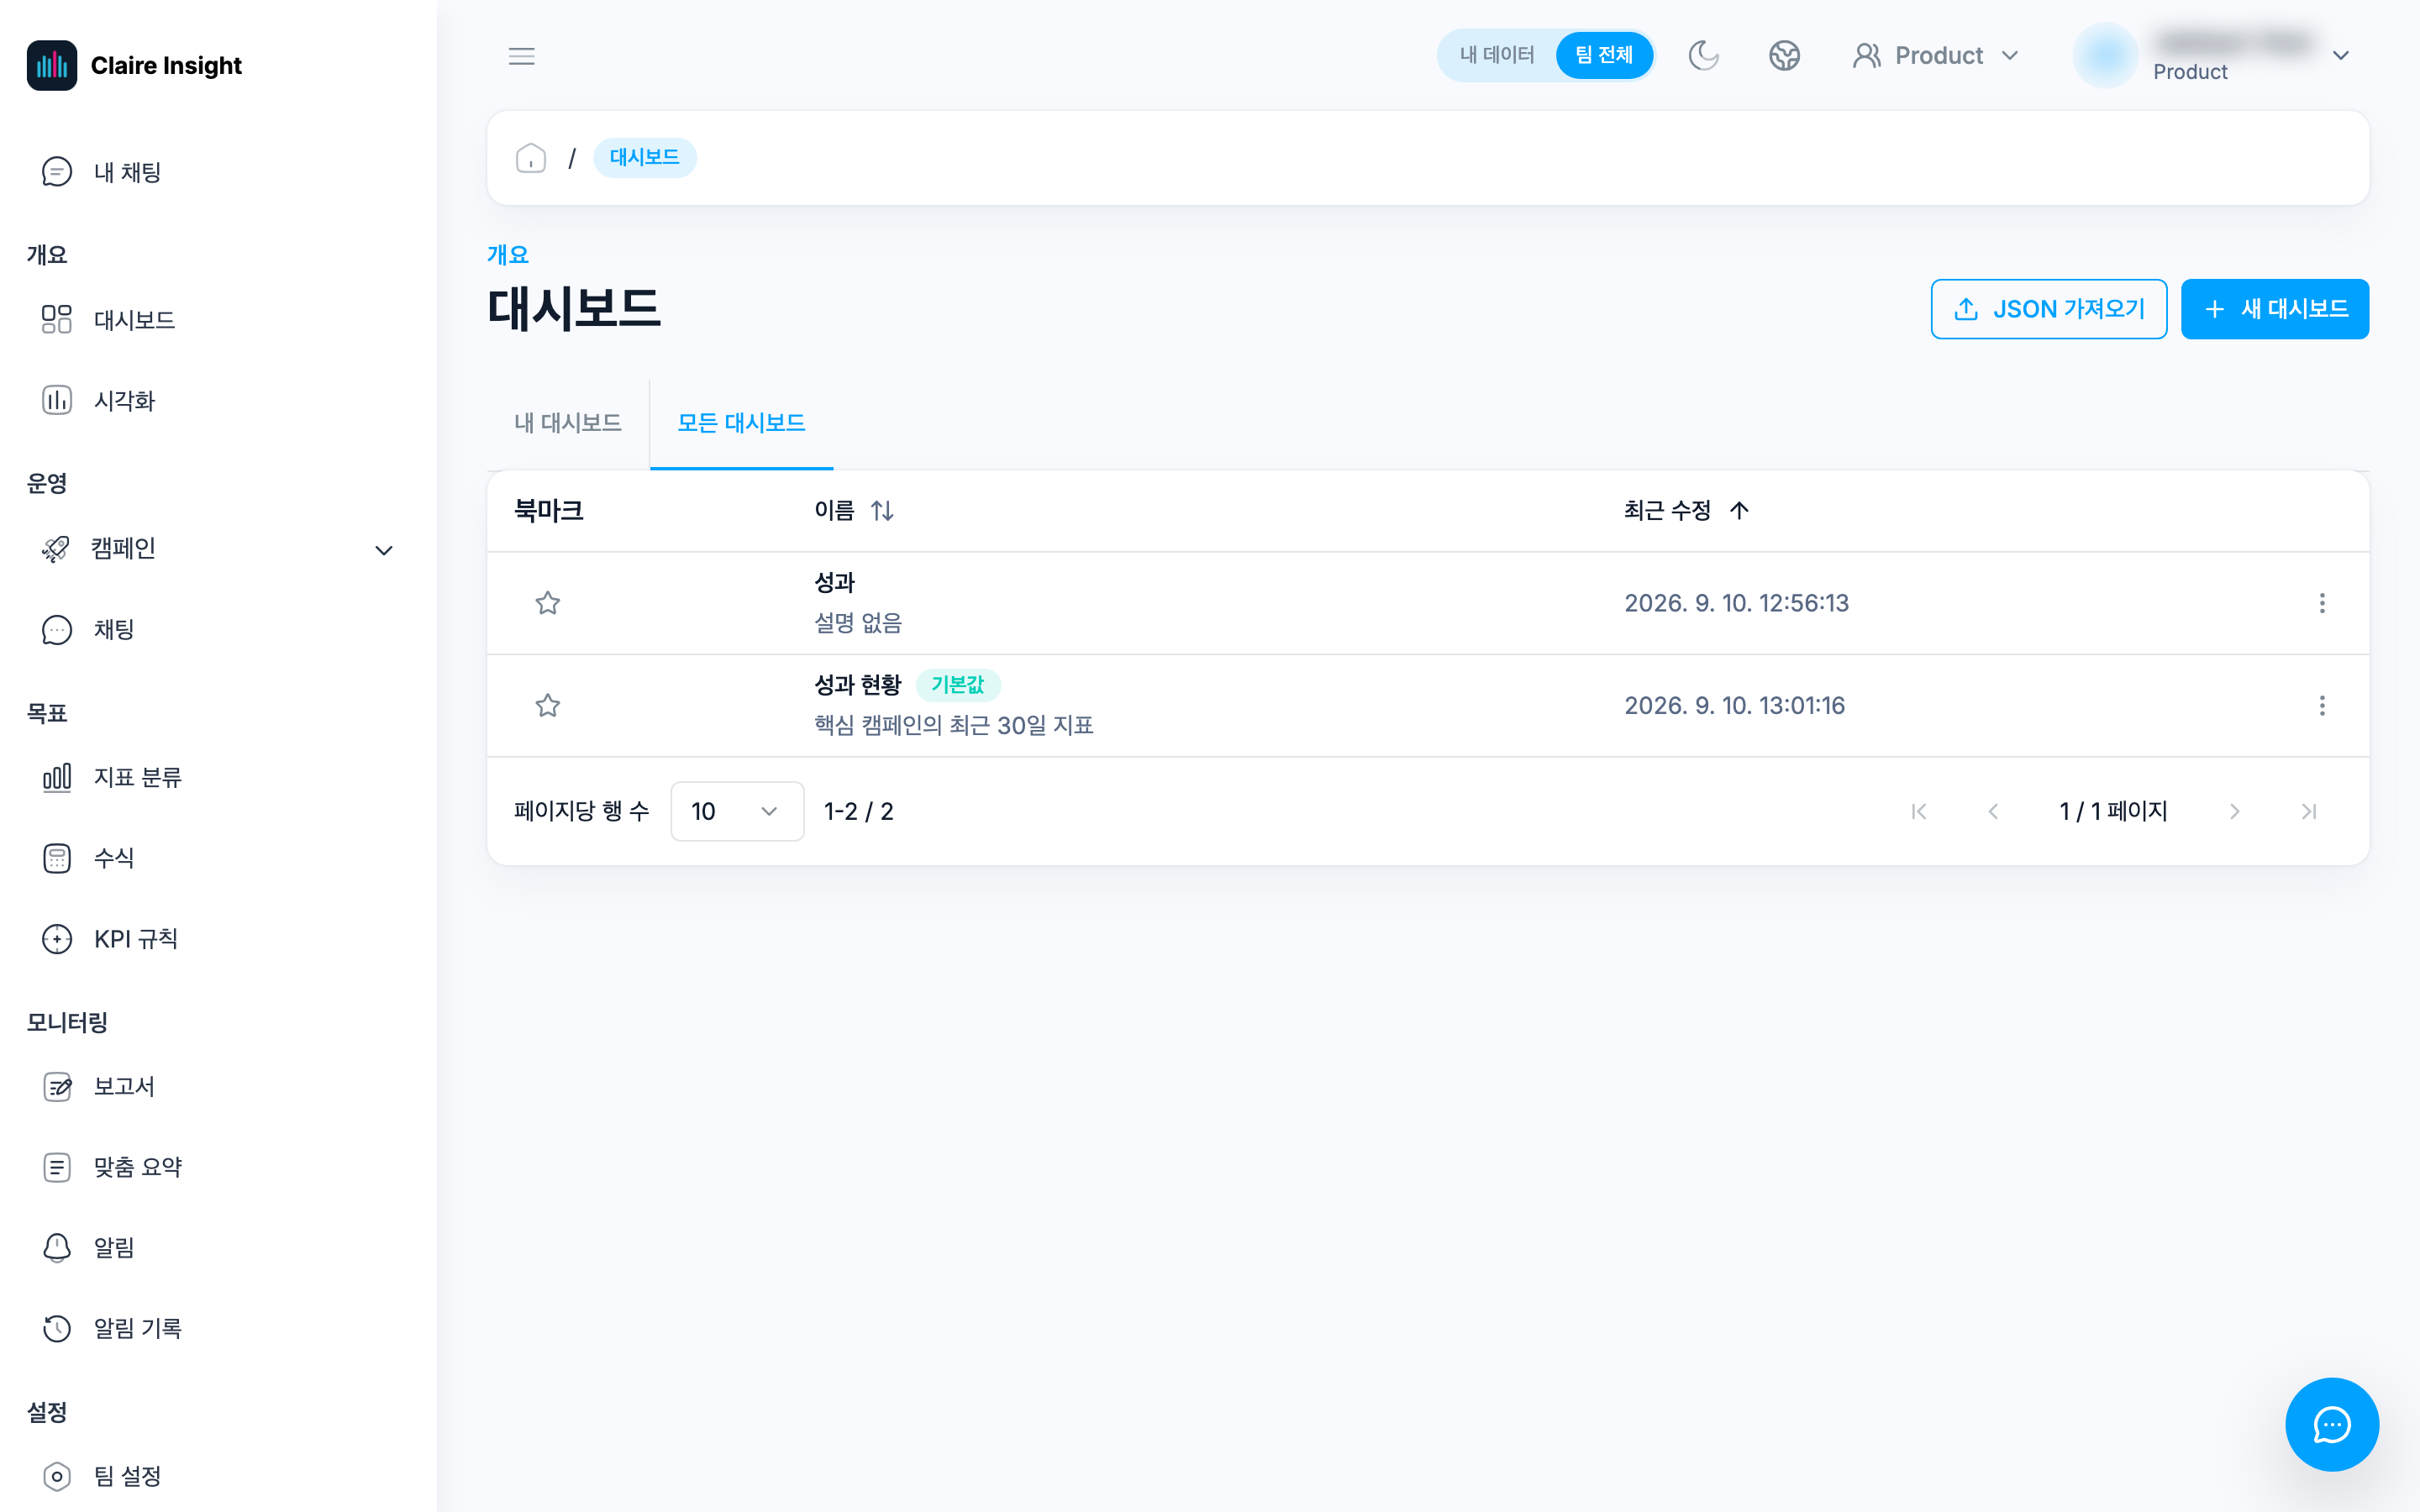 Claire Insight
내 채팅
개요
대시보드
시각화
운영
캠페인
채팅
목표
지표 분류
수식
KPI 규칙
모니터링
보고서
맞춤 요약
알림
알림 기록
설정
팀 설정
내 데이터 팀 전체 Product
Product
/ 대시보드
개요
대시보드
JSON 가져오기 + 새 대시보드
내 대시보드 모든 대시보드
북마크 이름 최근 수정
성과
설명 없음
2026. 9. 10. 12:56:13
성과 현황 기본값
핵심 캠페인의 최근 30일 지표
2026. 9. 10. 13:01:16
페이지당 행 수 10 1-2 / 2 1 / 1 페이지